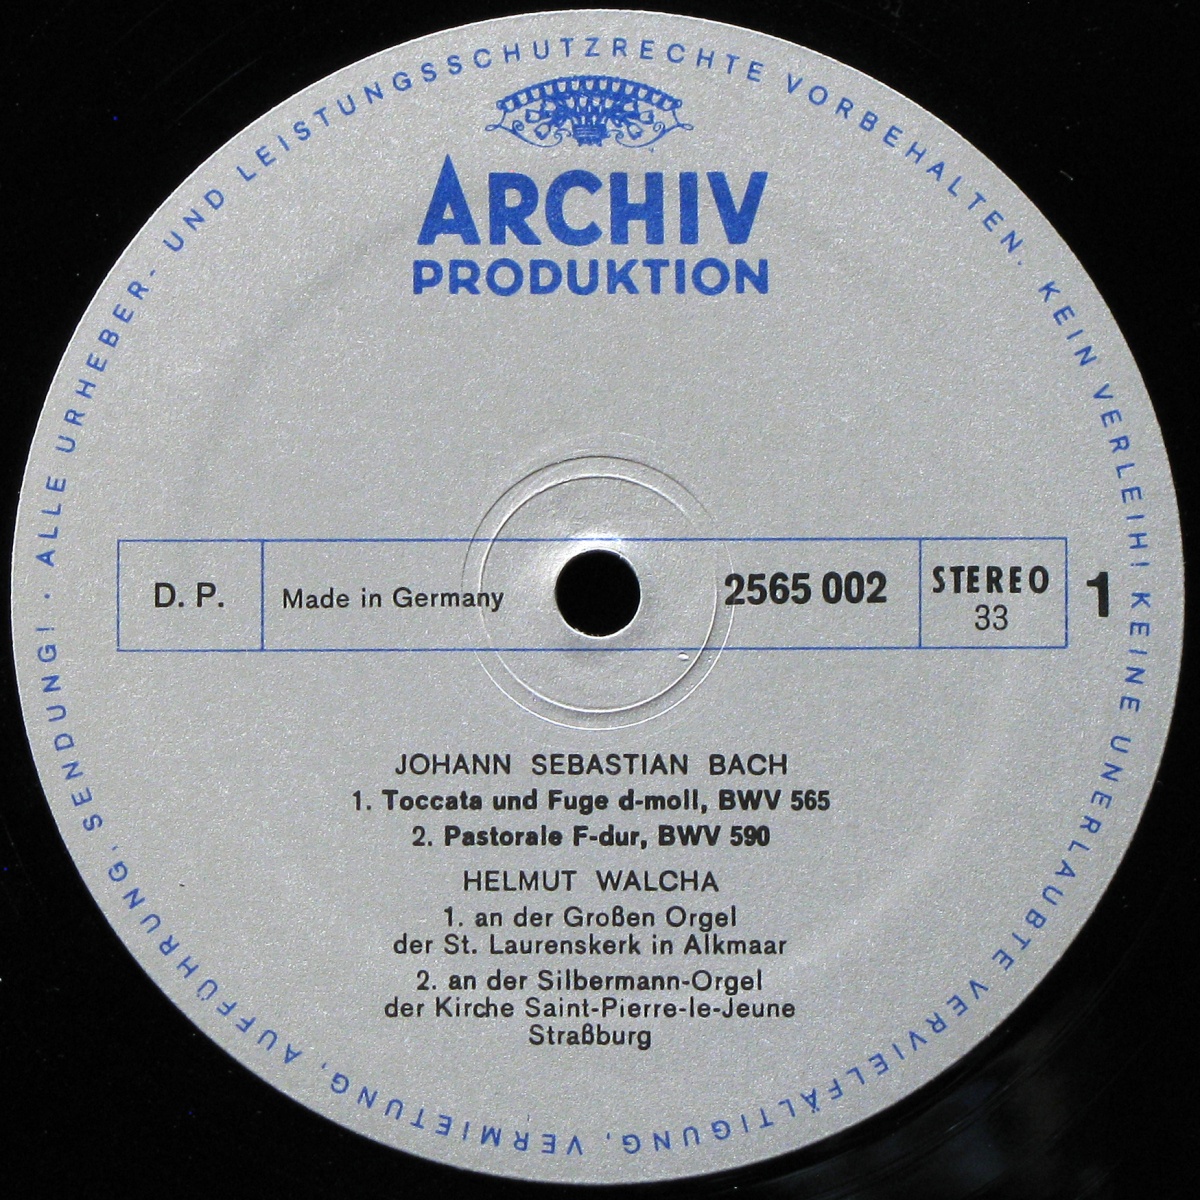 ALLE URHEBER- UND LEISTUNGSSCHUTZRECHTE VORBEHALTEN. KEIN VERLEIH! KEINE UNERLAUBTE VERVIELFÄLTIGUNG, VERMIETUNG, AUFFÜHRUNG, SENDUNG! ·
ARCHIV
PRODUKTION
D. P.
Made in Germany
2565 002
STEREO
33
1
JOHANN SEBASTIAN BACH
1. Toccata und Fuge d-moll, BWV 565
2. Pastorale F-dur, BWV 590
HELMUT WALCHA
1. an der Großen Orgel
der St. Laurenskerk in Alkmaar
2. an der Silbermann-Orgel
der Kirche Saint-Pierre-le-Jeune
Straßburg